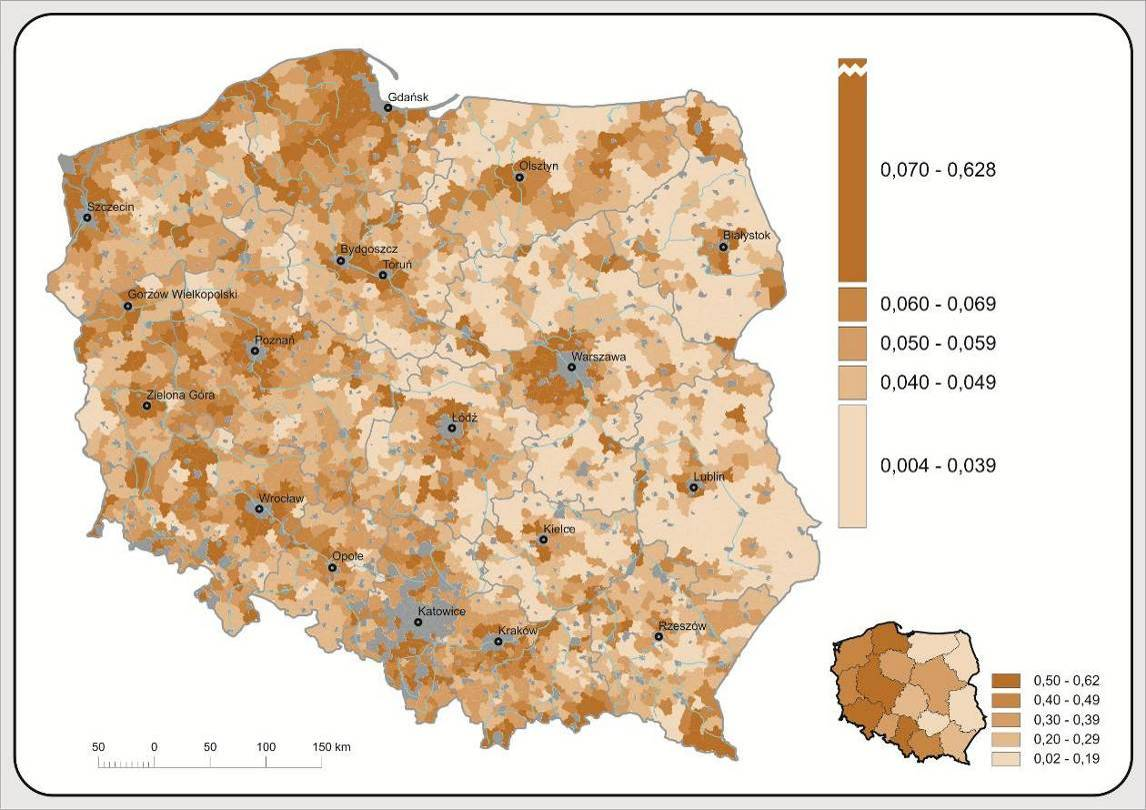 Gdańsk
Olsztyn
Szczecin
Białystok
Bydgoszcz
Toruń
Gorzów Wielkopolski
Poznań
Warszawa
Zielona Góra
Łódź
Lublin
Wrocław
Kielce
Opole
Katowice
Kraków
Rzeszów
0,070 - 0,628
0,060 - 0,069
0,050 - 0,059
0,040 - 0,049
0,004 - 0,039
50 0 50 100 150 km
0,50 - 0,62
0,40 - 0,49
0,30 - 0,39
0,20 - 0,29
0,02 - 0,19